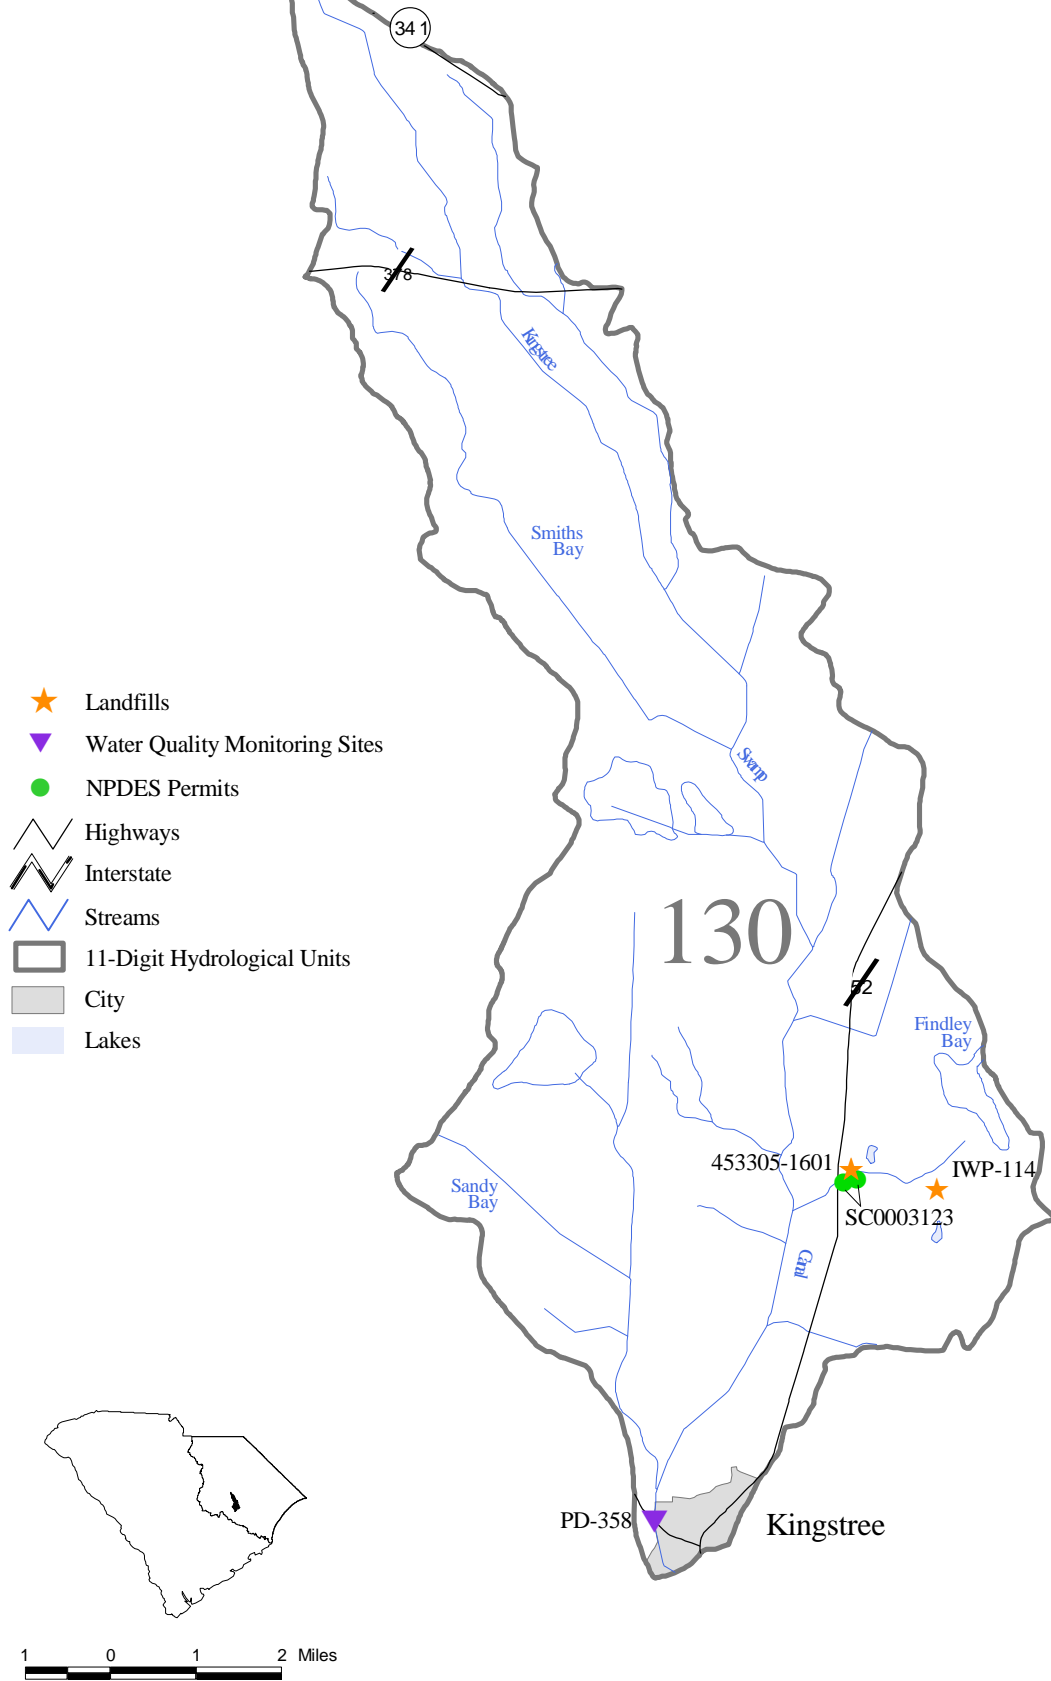 34 1
378
Kingstree
Smiths
Bay
Landfills
Water Quality Monitoring Sites
NPDES Permits
Highways
Interstate
Streams
11-Digit Hydrological Units
City
Lakes
Swamp
130
52
Findley
Bay
453305-1601
IWP-114
Sandy
Bay
SC0003123
Canal
PD-358
Kingstree
1 0 1 2 Miles